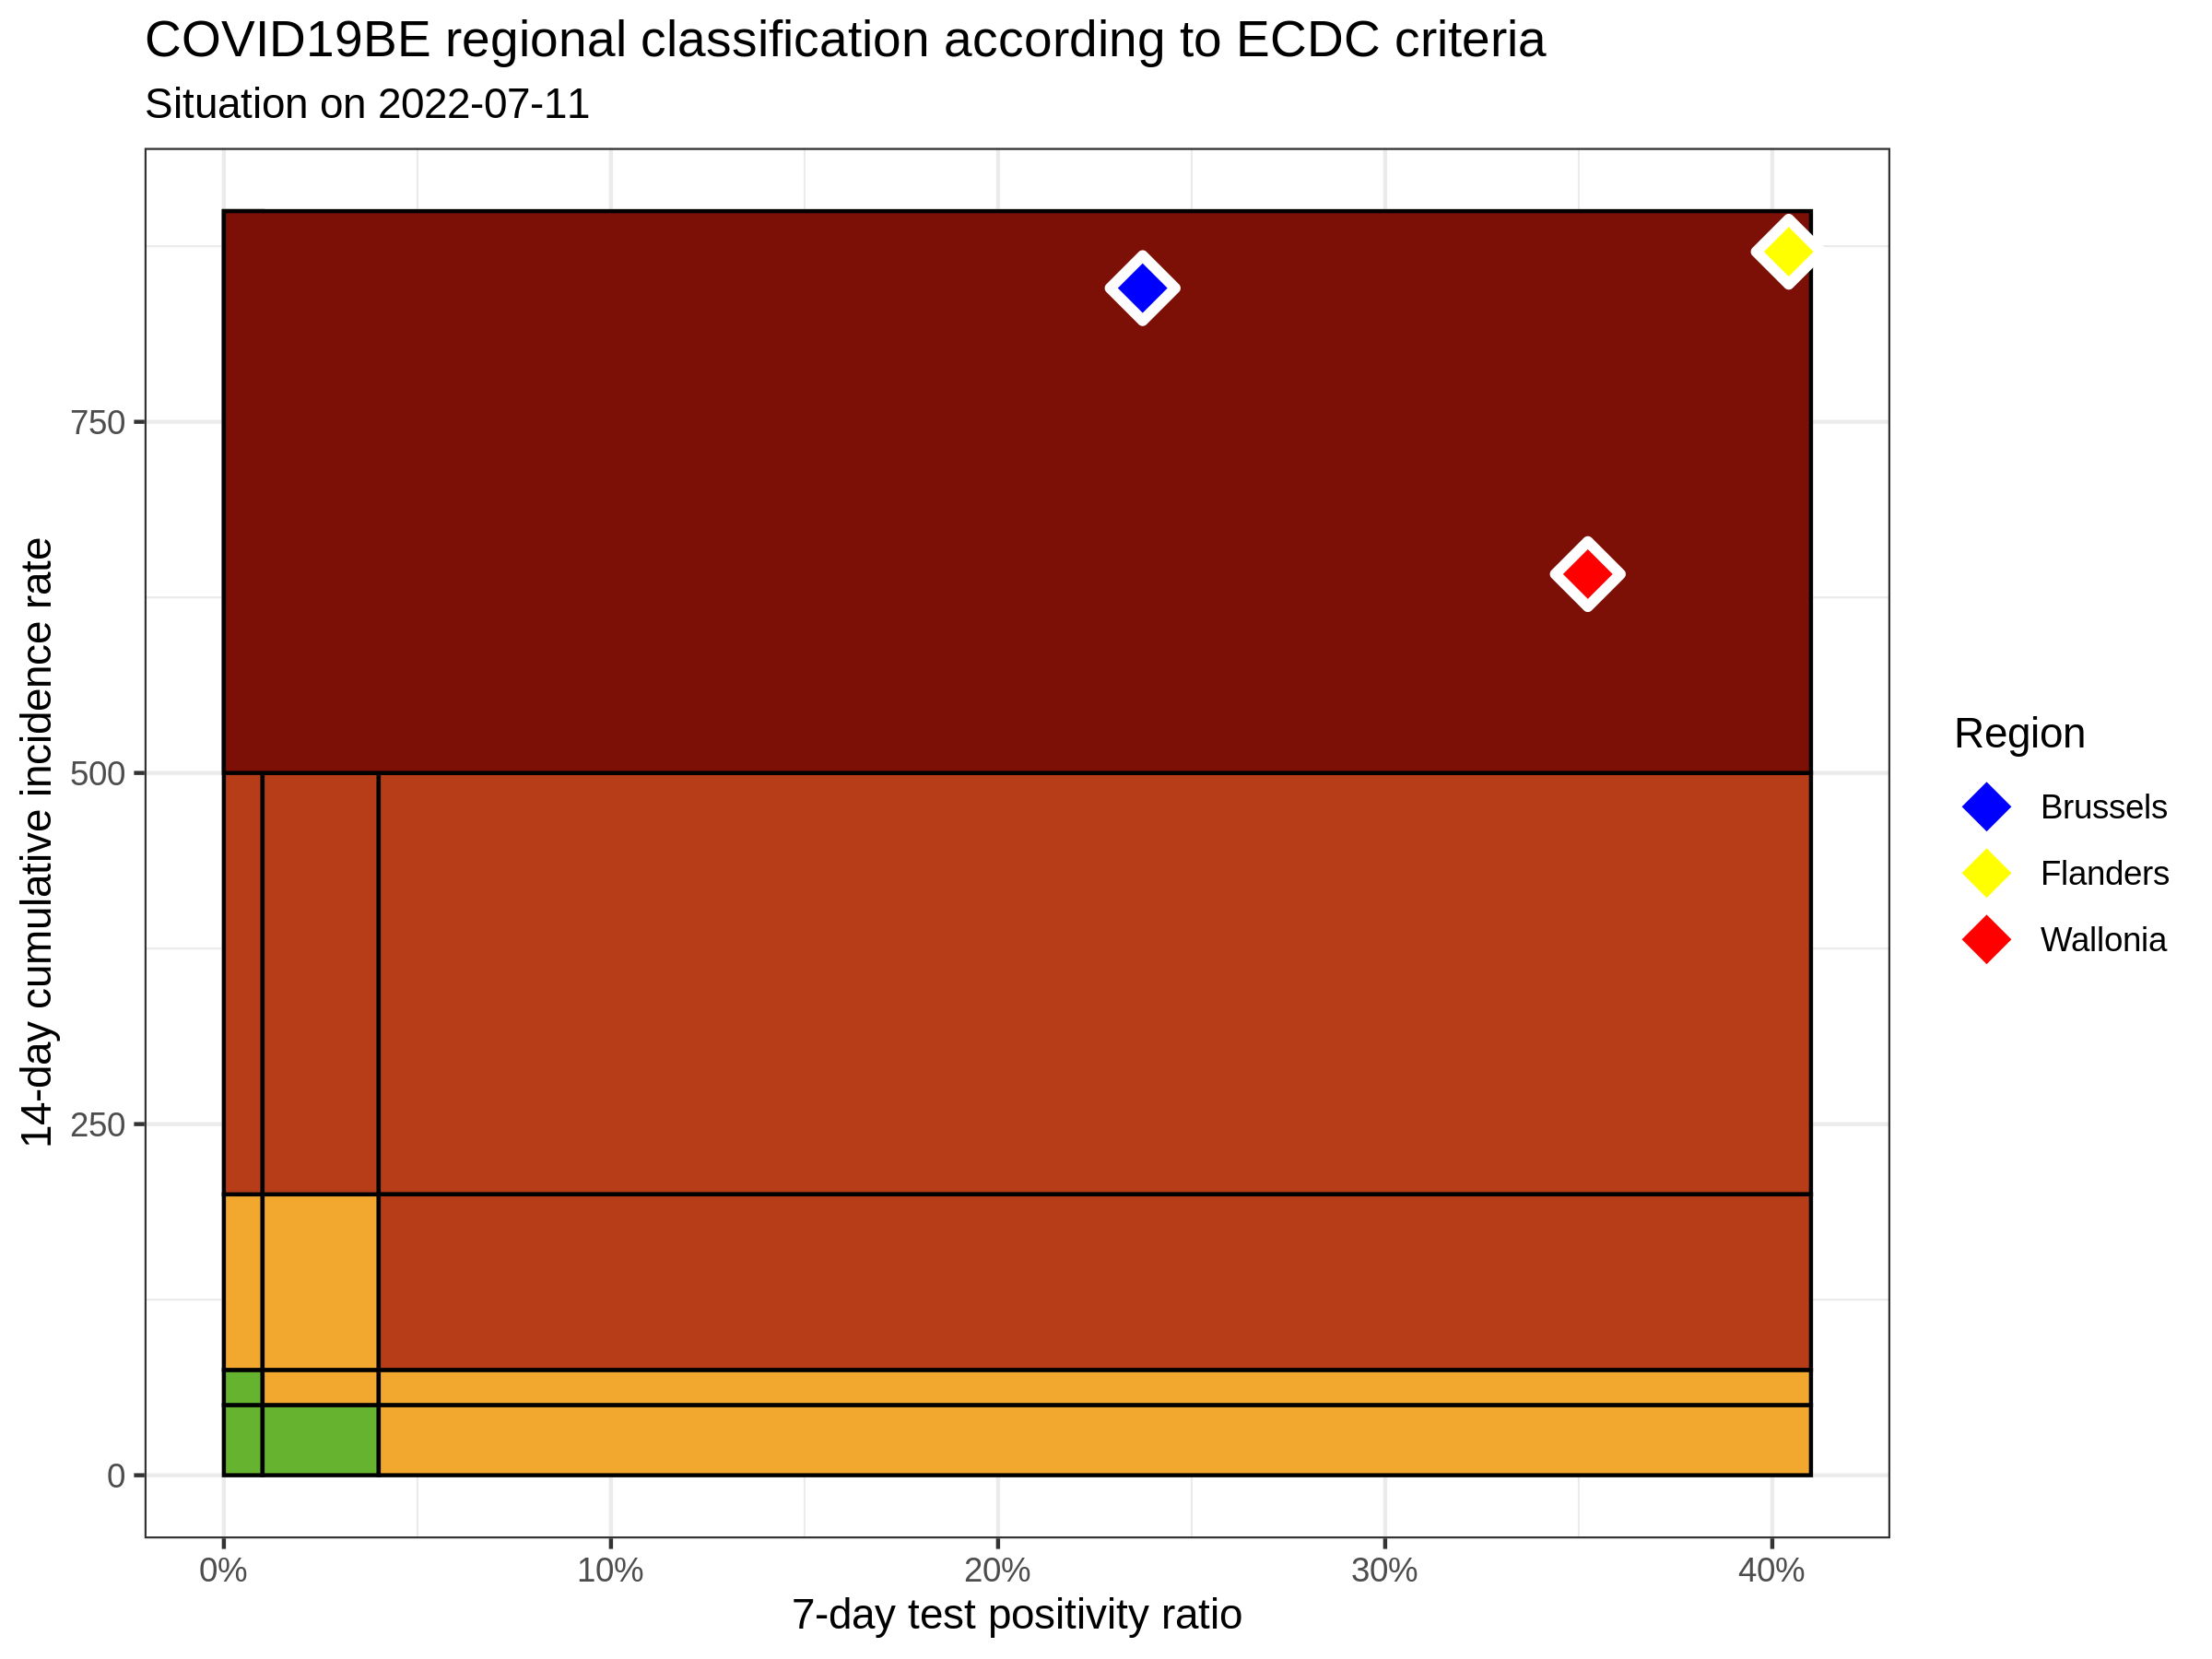 COVID19BE regional classification according to ECDC criteria
Situation on 2022-07-11
14-day cumulative incidence rate
750
500
250
0
0%
10%
20%
30%
40%
7-day test positivity ratio
Region
Brussels
Flanders
Wallonia